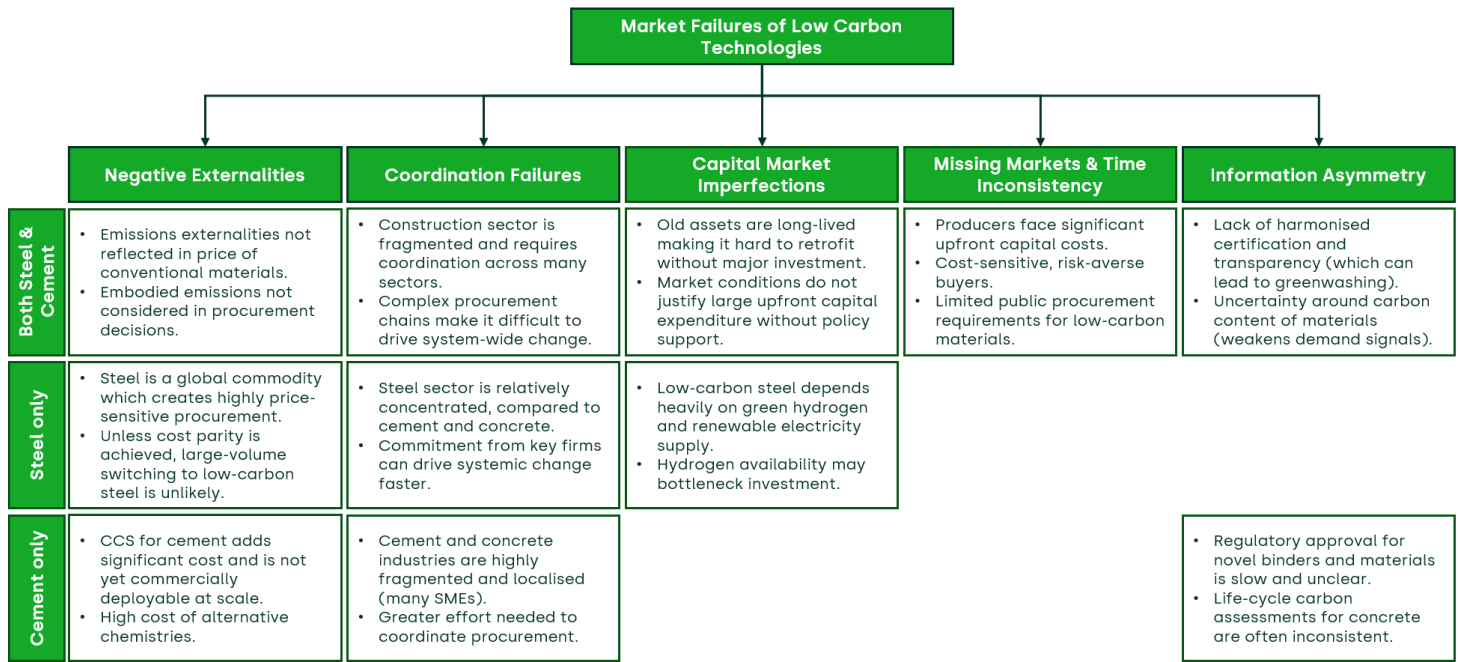 Market Failures of Low Carbon
Technologies
Negative Externalities
Coordination Failures
Capital Market
Imperfections
Missing Markets & Time
Inconsistency
Information Asymmetry
Both Steel &
Cement
• Emissions externalities not
reflected in price of
conventional materials.
• Embodied emissions not
considered in procurement
decisions.
• Construction sector is
fragmented and requires
coordination across many
sectors.
• Complex procurement
chains make it difficult to
drive system-wide change.
• Old assets are long-lived
making it hard to retrofit
without major investment.
• Market conditions do not
justify large upfront capital
expenditure without policy
support.
• Producers face significant
upfront capital costs.
• Cost-sensitive, risk-averse
buyers.
• Limited public procurement
requirements for low-carbon
materials.
• Lack of harmonised
certification and
transparency (which can
lead to greenwashing).
• Uncertainty around carbon
content of materials
(weakens demand signals).
Steel only
• Steel is a global commodity
which creates highly price-
sensitive procurement.
• Unless cost parity is
achieved, large-volume
switching to low-carbon
steel is unlikely.
• Steel sector is relatively
concentrated, compared to
cement and concrete.
• Commitment from key firms
can drive systemic change
faster.
• Low-carbon steel depends
heavily on green hydrogen
and renewable electricity
supply.
• Hydrogen availability may
bottleneck investment.
Cement only
• CCS for cement adds
significant cost and is not
yet commercially
deployable at scale.
• High cost of alternative
chemistries.
• Cement and concrete
industries are highly
fragmented and localised
(many SMEs).
• Greater effort needed to
coordinate procurement.
• Regulatory approval for
novel binders and materials
is slow and unclear.
• Life-cycle carbon
assessments for concrete
are often inconsistent.